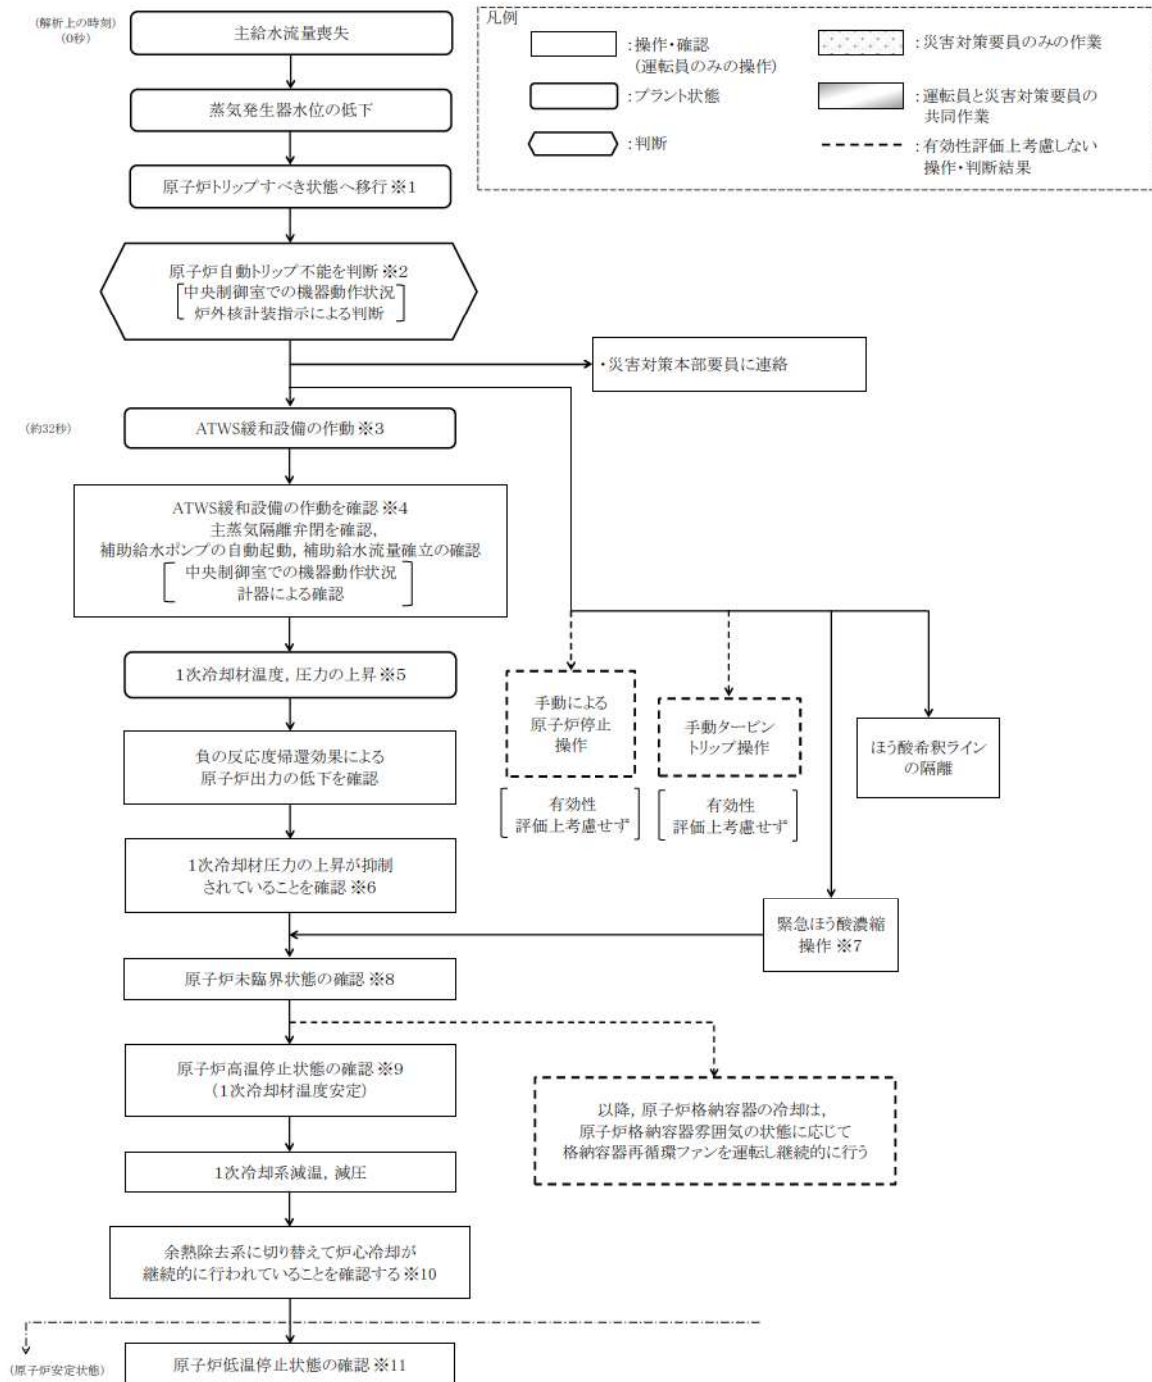 (解析上の時刻)
(0秒)
主給水流量喪失
凡例
:操作・確認
(運転員のみの操作)
:プラント状態
:判断
:災害対策要員のみの作業
:運転員と災害対策要員の
共同作業
:有効性評価上考慮しない
操作・判断結果
蒸気発生器水位の低下
原子炉トリップすべき状態へ移行※1
原子炉自動トリップ不能を判断※2
中央制御室での機器動作状況
炉外核計装指示による判断
・災害対策本部要員に連絡
(約32秒)
ATWS緩和設備の作動※3
ATWS緩和設備の作動を確認※4
主蒸気隔離弁閉を確認,
補助給水ポンプの自動起動, 補助給水流量確立の確認
中央制御室での機器動作状況
計器による確認
1次冷却材温度, 圧力の上昇※5
手動による
原子炉停止
操作
有効性
評価上考慮せず
手動タービン
トリップ操作
有効性
評価上考慮せず
ほう酸希釈ライン
の隔離
負の反応度帰還効果による
原子炉出力の低下を確認
1次冷却材圧力の上昇が抑制
されていることを確認※6
緊急ほう酸濃縮
操作※7
原子炉未臨界状態の確認※8
原子炉高温停止状態の確認※9
(1次冷却材温度安定)
以降, 原子炉格納容器の冷却は,
原子炉格納容器雰囲気の状態に応じて
格納容器再循環ファンを運転し継続的に行う
1次冷却系減温, 減圧
余熱除去系に切り替えて炉心冷却が
継続的に行われていることを確認する※10
(原子炉安定状態)
原子炉低温停止状態の確認※11